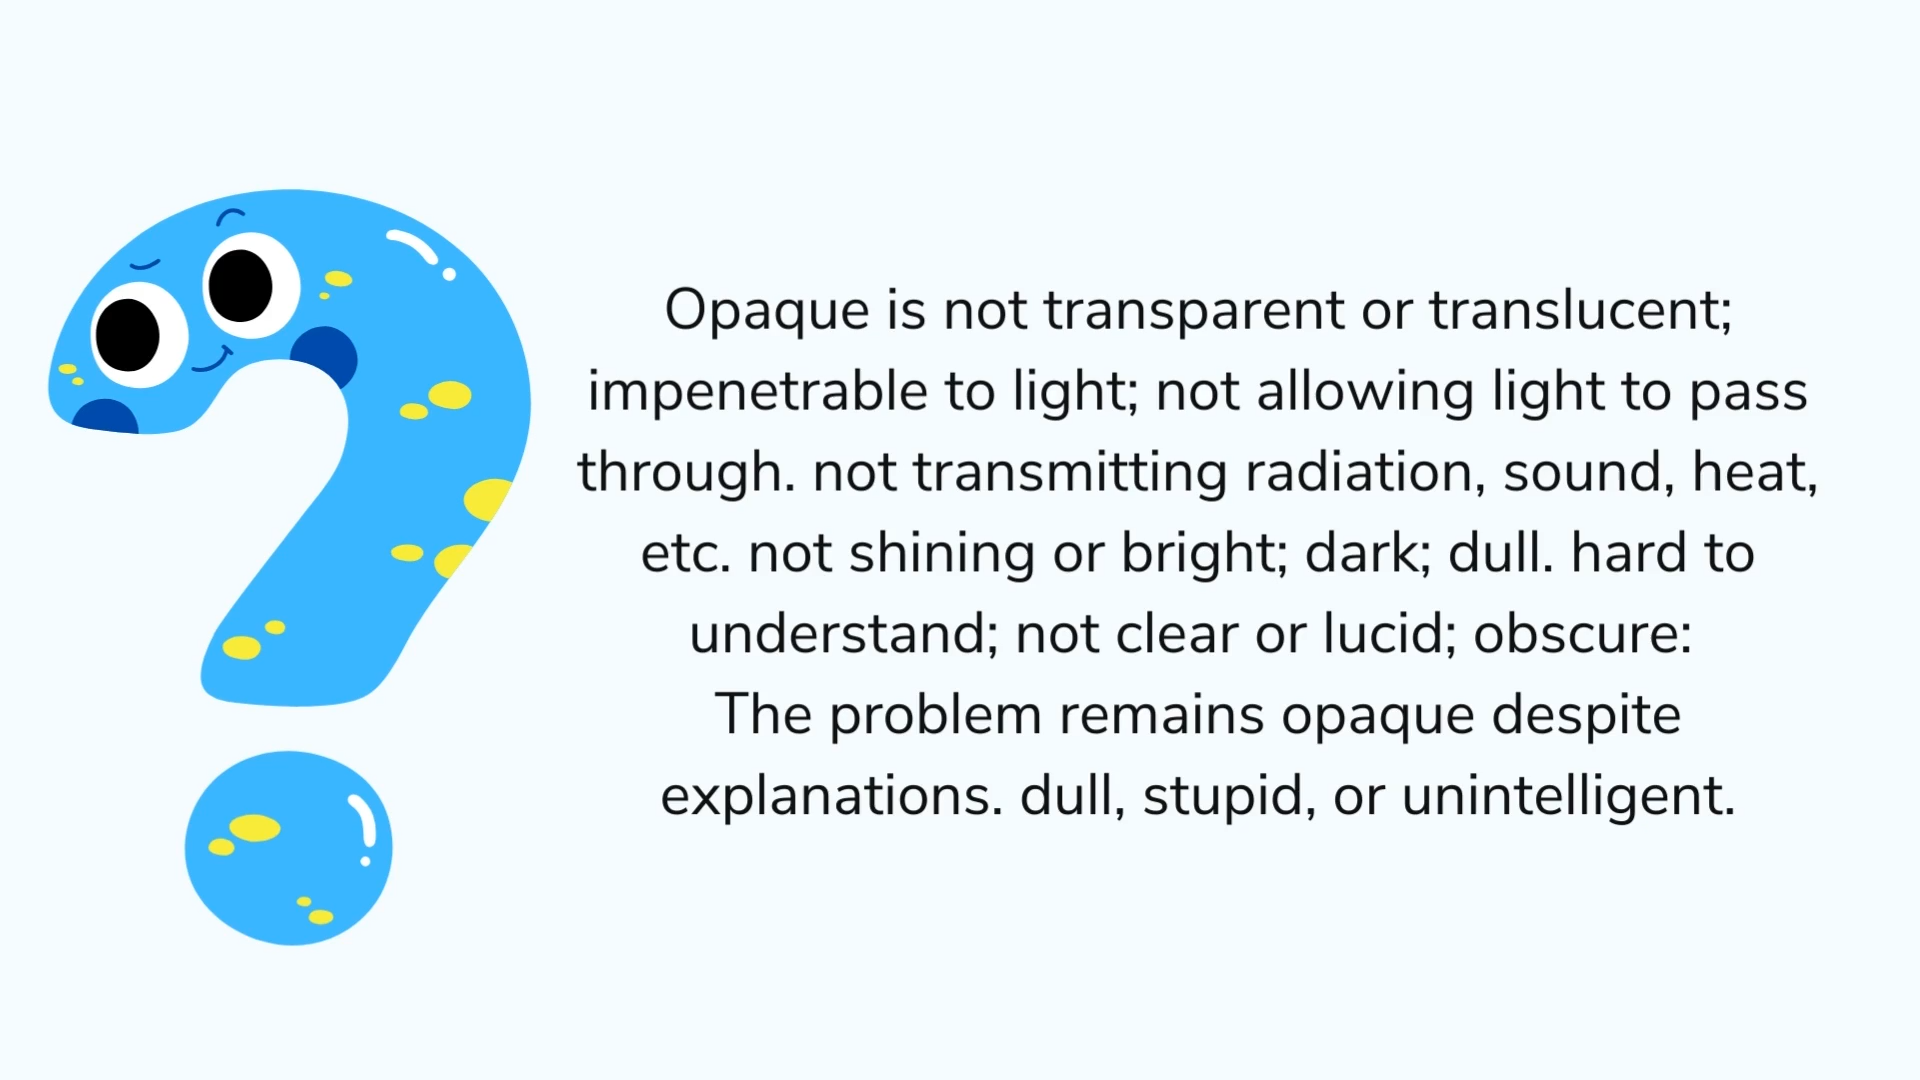 Opaque is not transparent or translucent;
impenetrable to light; not allowing light to pass
through. not transmitting radiation, sound, heat,
etc. not shining or bright; dark; dull. hard to
understand; not clear or lucid; obscure:
The problem remains opaque despite
explanations. dull, stupid, or unintelligent.